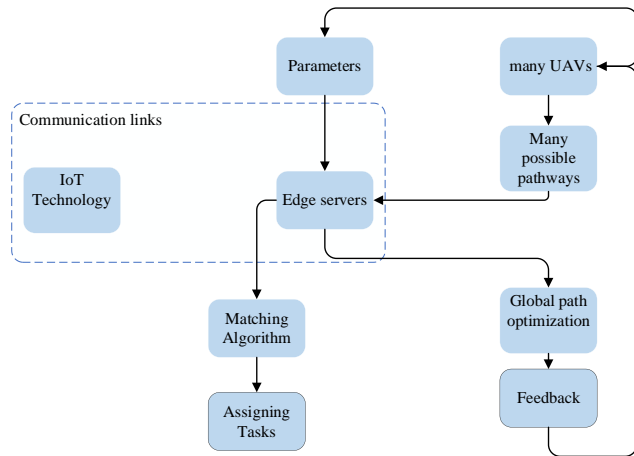 Parameters
many UAVs
Communication links
Many
possible
pathways
IoT
Technology
Edge servers
Matching
Algorithm
Global path
optimization
Assigning
Tasks
Feedback